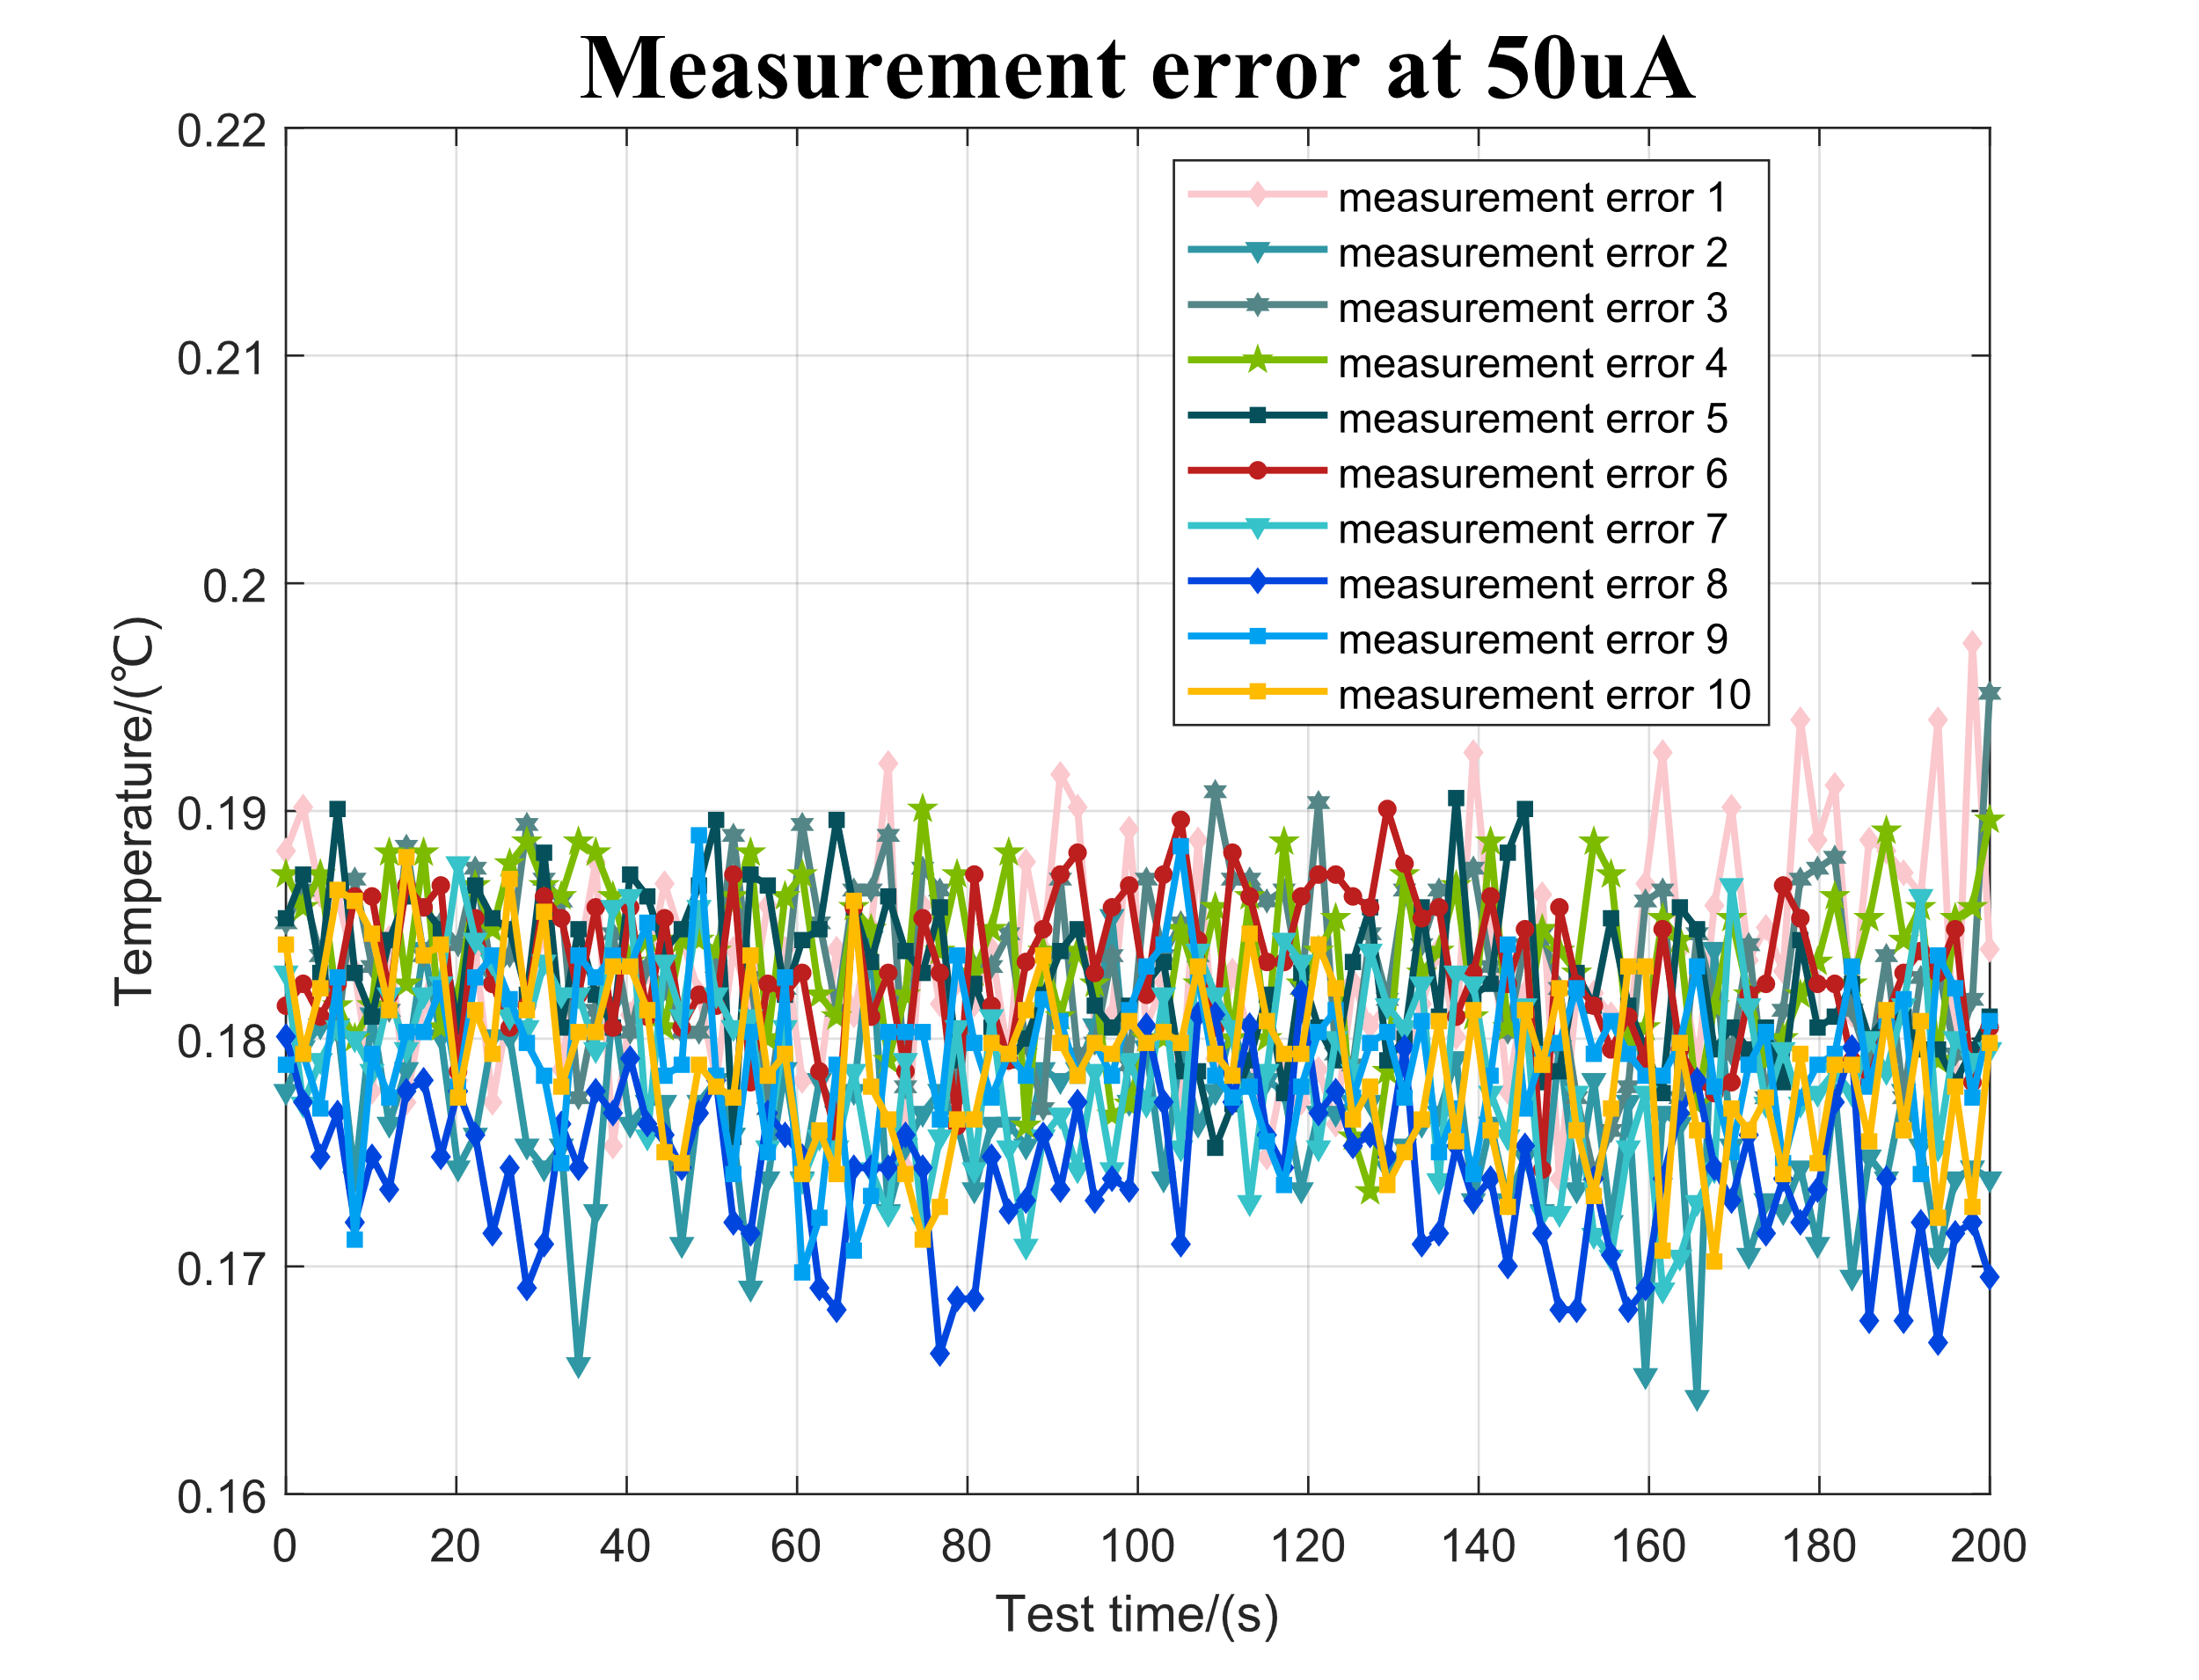 Measurement error at 50uA
0.22
0.21
0.2
0.19
0.18
0.17
0.16
Temperature/(℃)
measurement error 1
measurement error 2
measurement error 3
measurement error 4
measurement error 5
measurement error 6
measurement error 7
measurement error 8
measurement error 9
measurement error 10
0 20 40 60 80 100 120 140 160 180 200
Test time/(s)